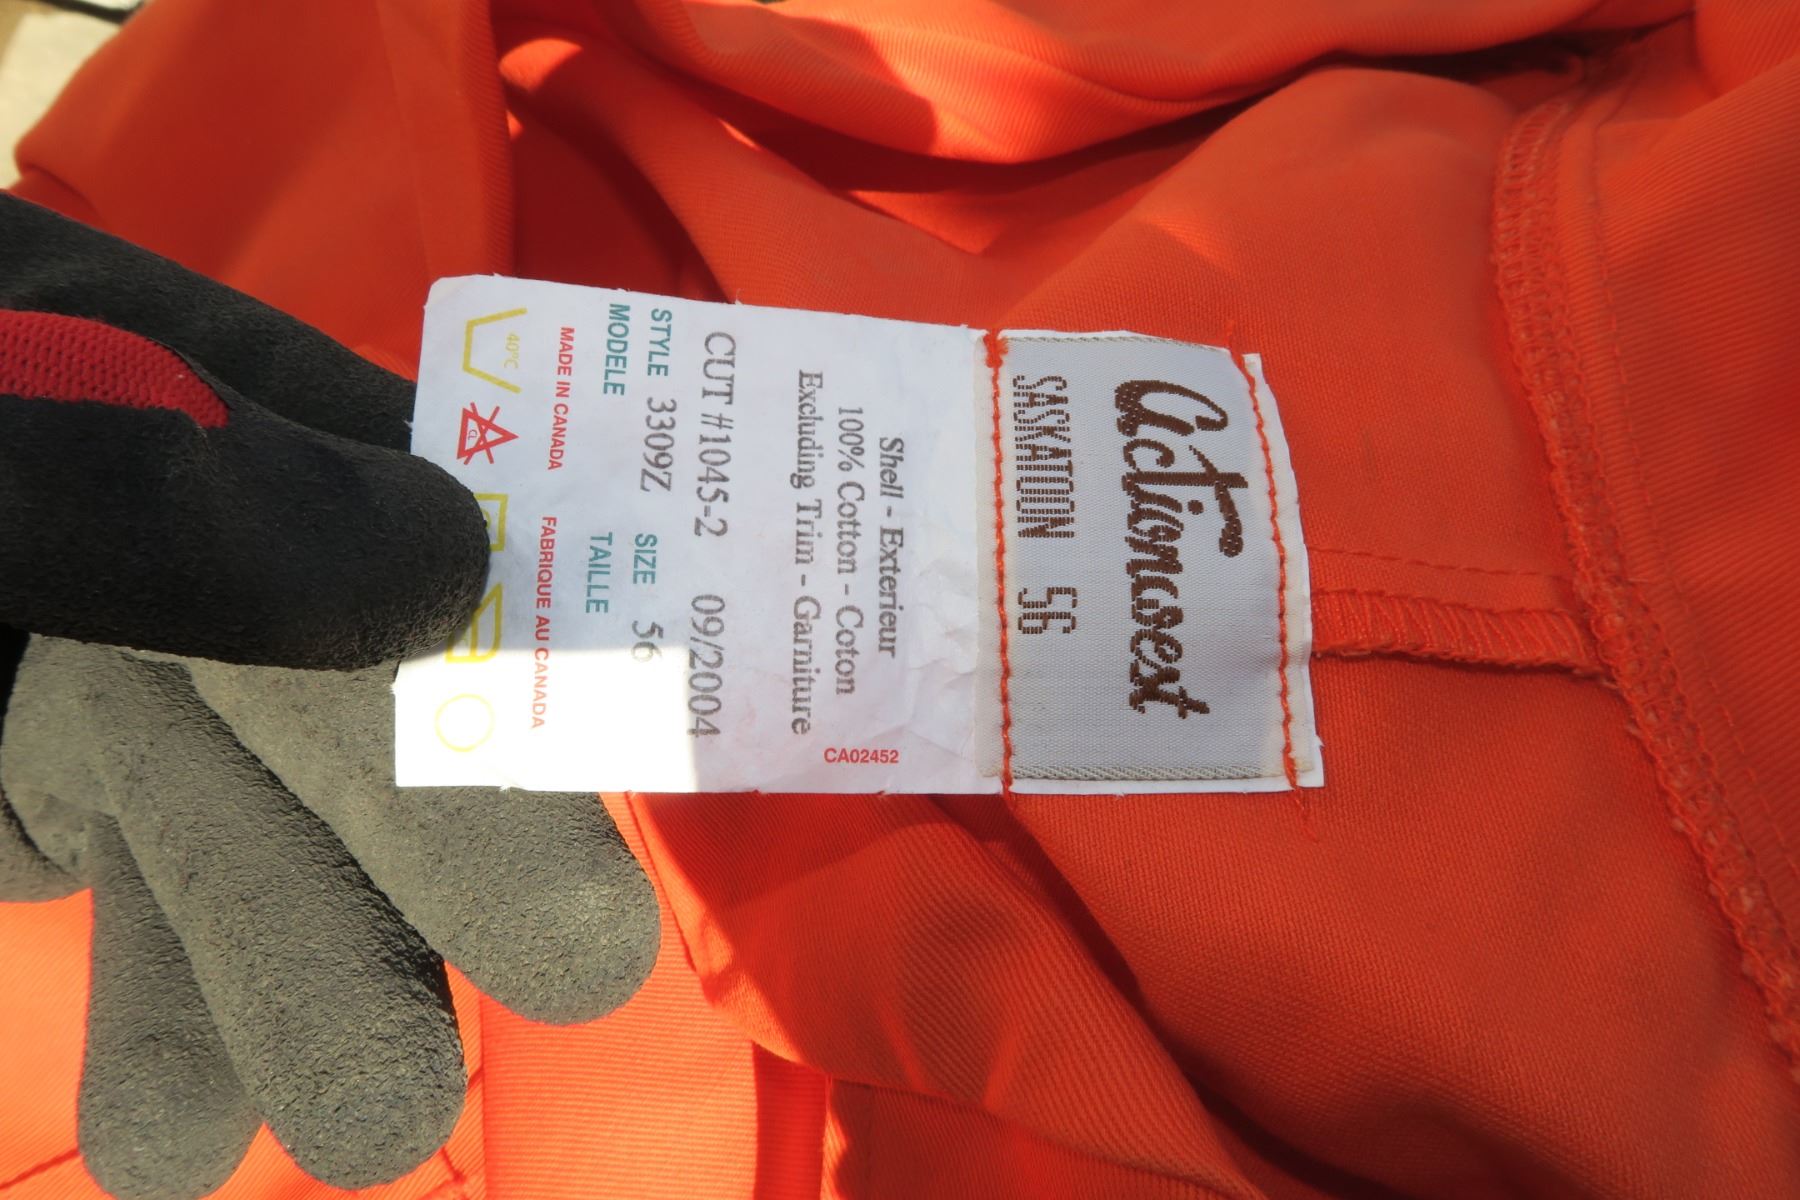 Actionwest
SASKATOON 56
Shell - Exterieur
100% Cotton - Coton
Excluding Trim - Garniture
CA02452
CUT #1045-2 09/2004
STYLE 3309Z SIZE 56
MODELE TAILLE
MADE IN CANADA FABRIQUE AU CANADA
40°C
CL